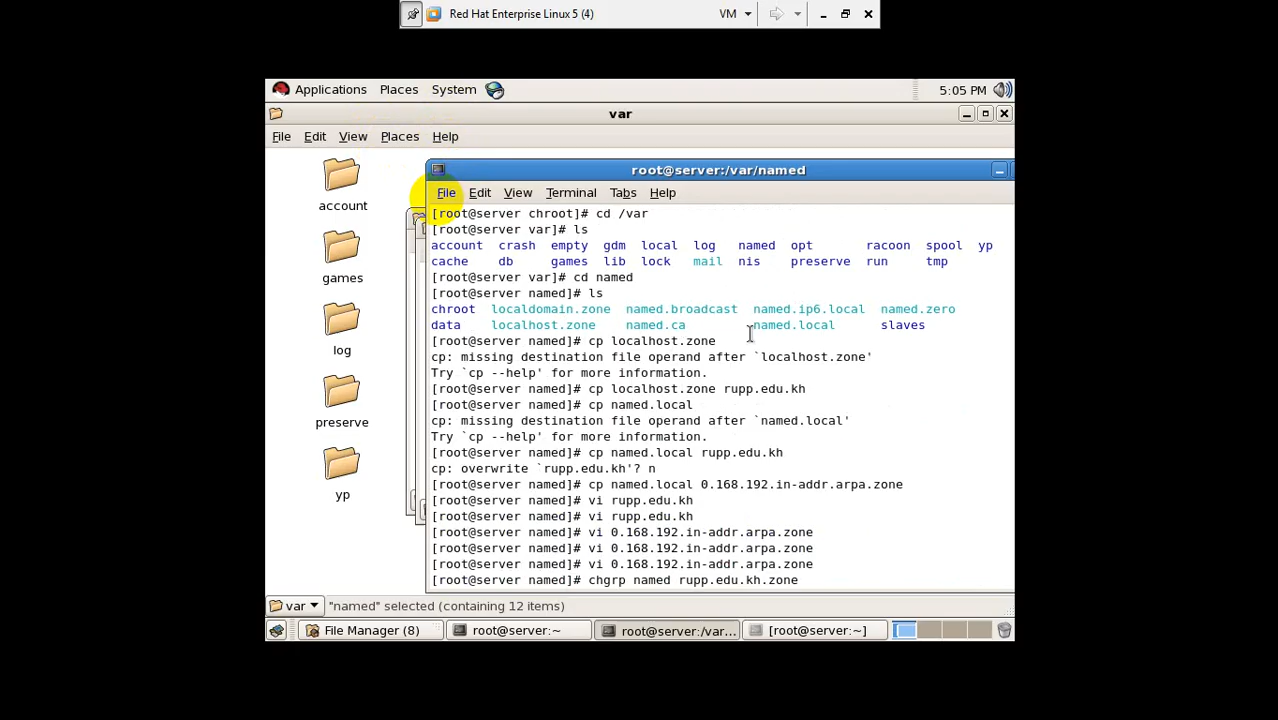 Red Hat Enterprise Linux 5 (4)
VM
Applications Places System
5:05 PM
var
File Edit View Places Help
account
games
log
preserve
yp
root@server:/var/named
File Edit View Terminal Tabs Help
[root@server chroot]# cd /var
[root@server var]# ls
account crash empty gdm local log named opt racoon spool yp
cache db games lib lock mail nis preserve run tmp
[root@server var]# cd named
[root@server named]# ls
chroot localdomain.zone named.broadcast named.ip6.local named.zero
data localhost.zone named.ca named.local slaves
[root@server named]# cp localhost.zone
cp: missing destination file operand after `localhost.zone'
Try `cp --help' for more information.
[root@server named]# cp localhost.zone rupp.edu.kh
[root@server named]# cp named.local
cp: missing destination file operand after `named.local'
Try `cp --help' for more information.
[root@server named]# cp named.local rupp.edu.kh
cp: overwrite `rupp.edu.kh'? n
[root@server named]# cp named.local 0.168.192.in-addr.arpa.zone
[root@server named]# vi rupp.edu.kh
[root@server named]# vi rupp.edu.kh
[root@server named]# vi 0.168.192.in-addr.arpa.zone
[root@server named]# vi 0.168.192.in-addr.arpa.zone
[root@server named]# vi 0.168.192.in-addr.arpa.zone
[root@server named]# chgrp named rupp.edu.kh.zone
var "named" selected (containing 12 items)
File Manager (8) root@server:~ root@server:/var... [root@server:~]